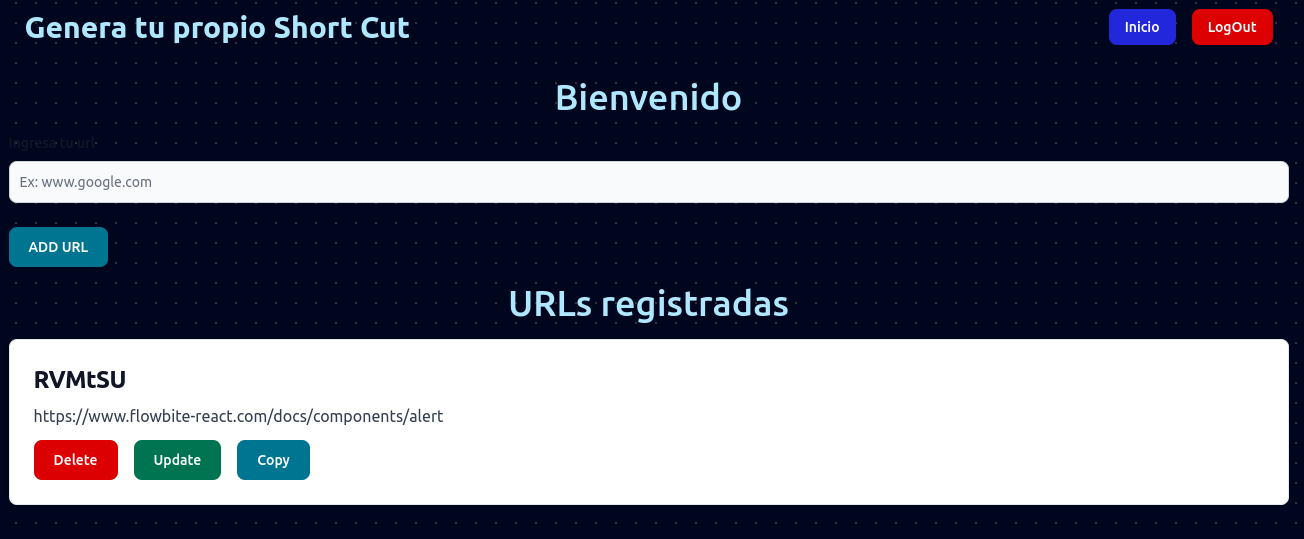 Genera tu propio Short Cut
Inicio
LogOut
Bienvenido
Ingresa tu url
Ex: www.google.com
ADD URL
URLs registradas
RVMtSU
https://www.flowbite-react.com/docs/components/alert
Delete
Update
Copy